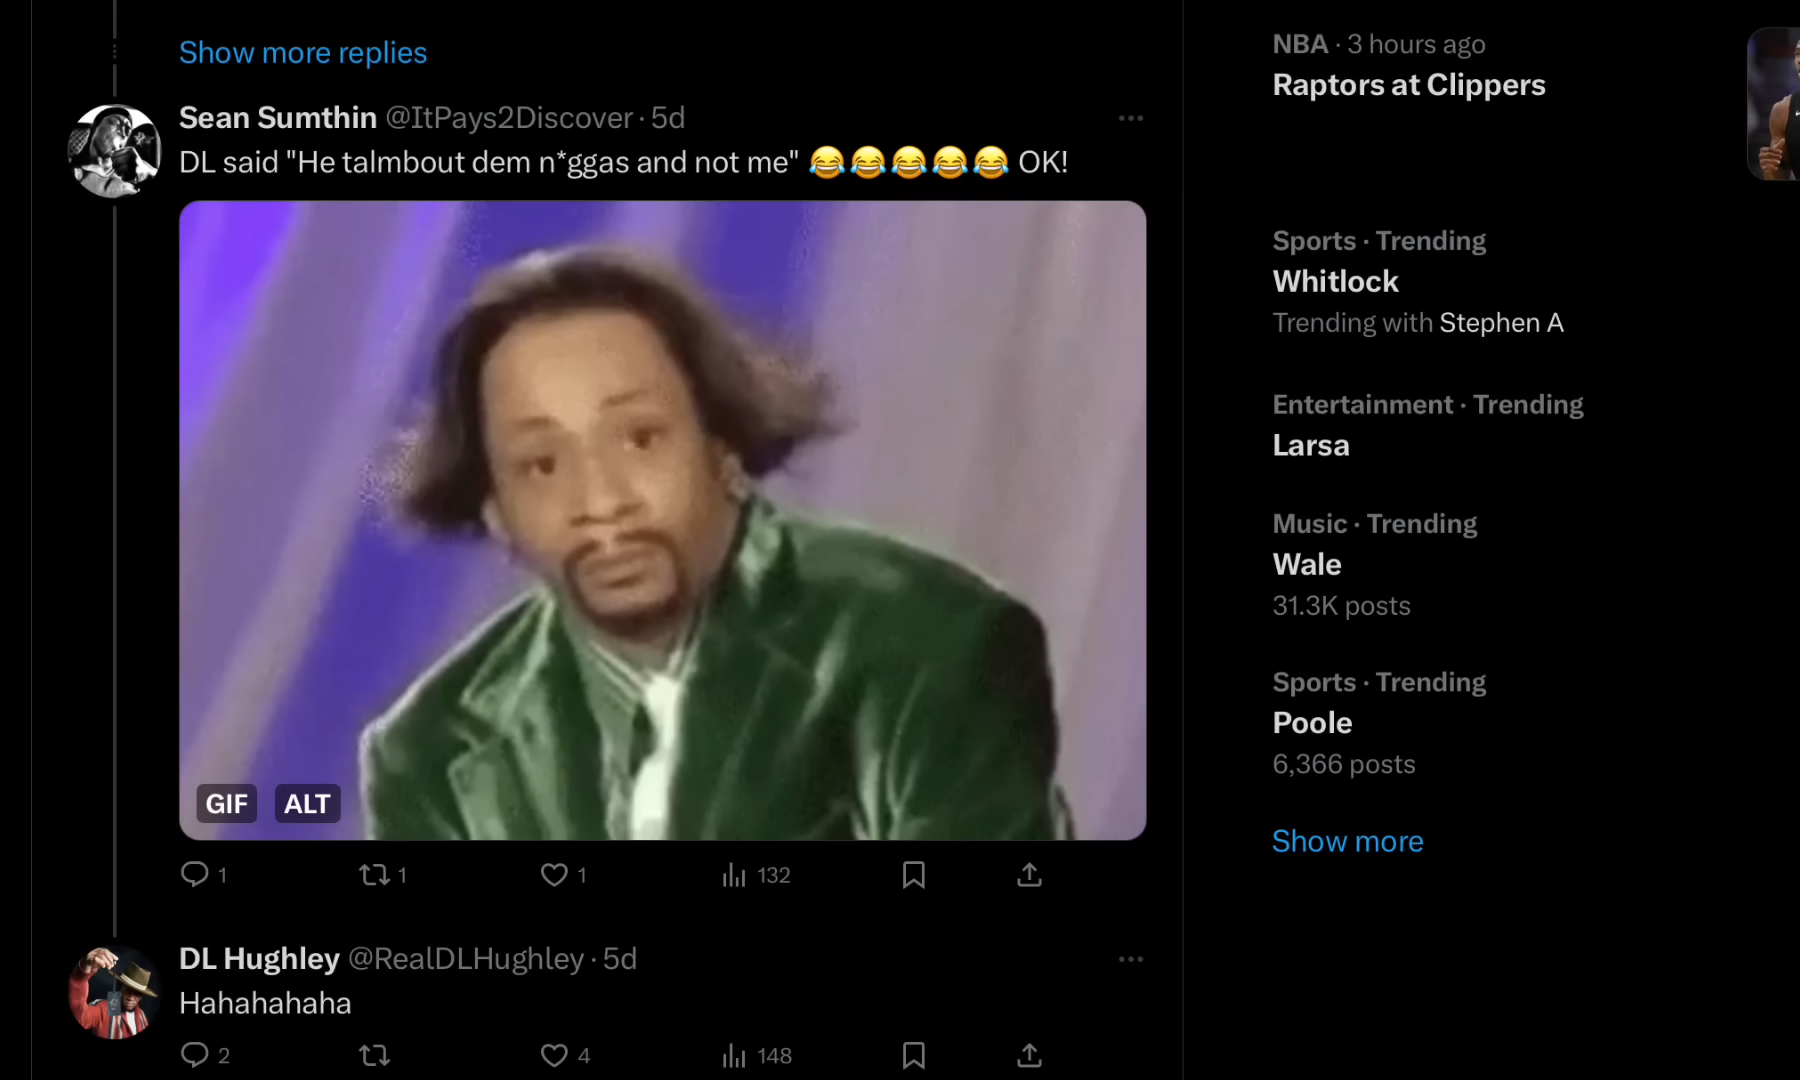 Show more replies
Sean Sumthin @ItPays2Discover · 5d
DL said "He talmbout dem n*ggas and not me" 😂😂😂😂😂 OK!
GIF ALT
1 1 1 132
DL Hughley @RealDLHughley · 5d
Hahahahaha
2 4 148
NBA · 3 hours ago
Raptors at Clippers
Sports · Trending
Whitlock
Trending with Stephen A
Entertainment · Trending
Larsa
Music · Trending
Wale
31.3K posts
Sports · Trending
Poole
6,366 posts
Show more